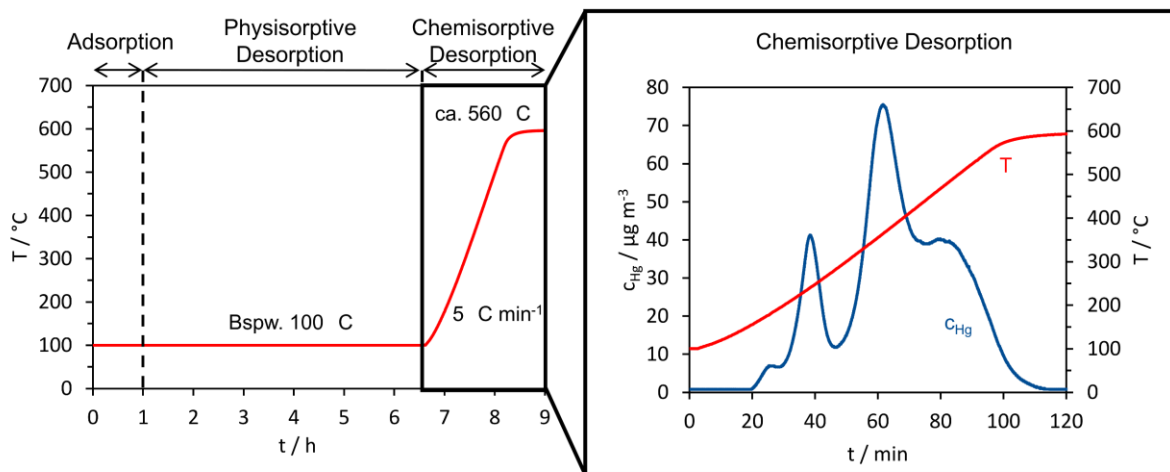 Adsorption
Physisorptive
Desorption
Chemisorptive
Desorption
T / °C
700
600
500
400
300
200
100
0
ca. 560 C
Bspw. 100 C
5 C min-1
0 1 2 3 4 5 6 7 8 9
t / h
Chemisorptive Desorption
cHg / µg m-3
80
70
60
50
40
30
20
10
0
T
cHg
700
600
500
400
300
200
100
0
T / °C
0 20 40 60 80 100 120
t / min